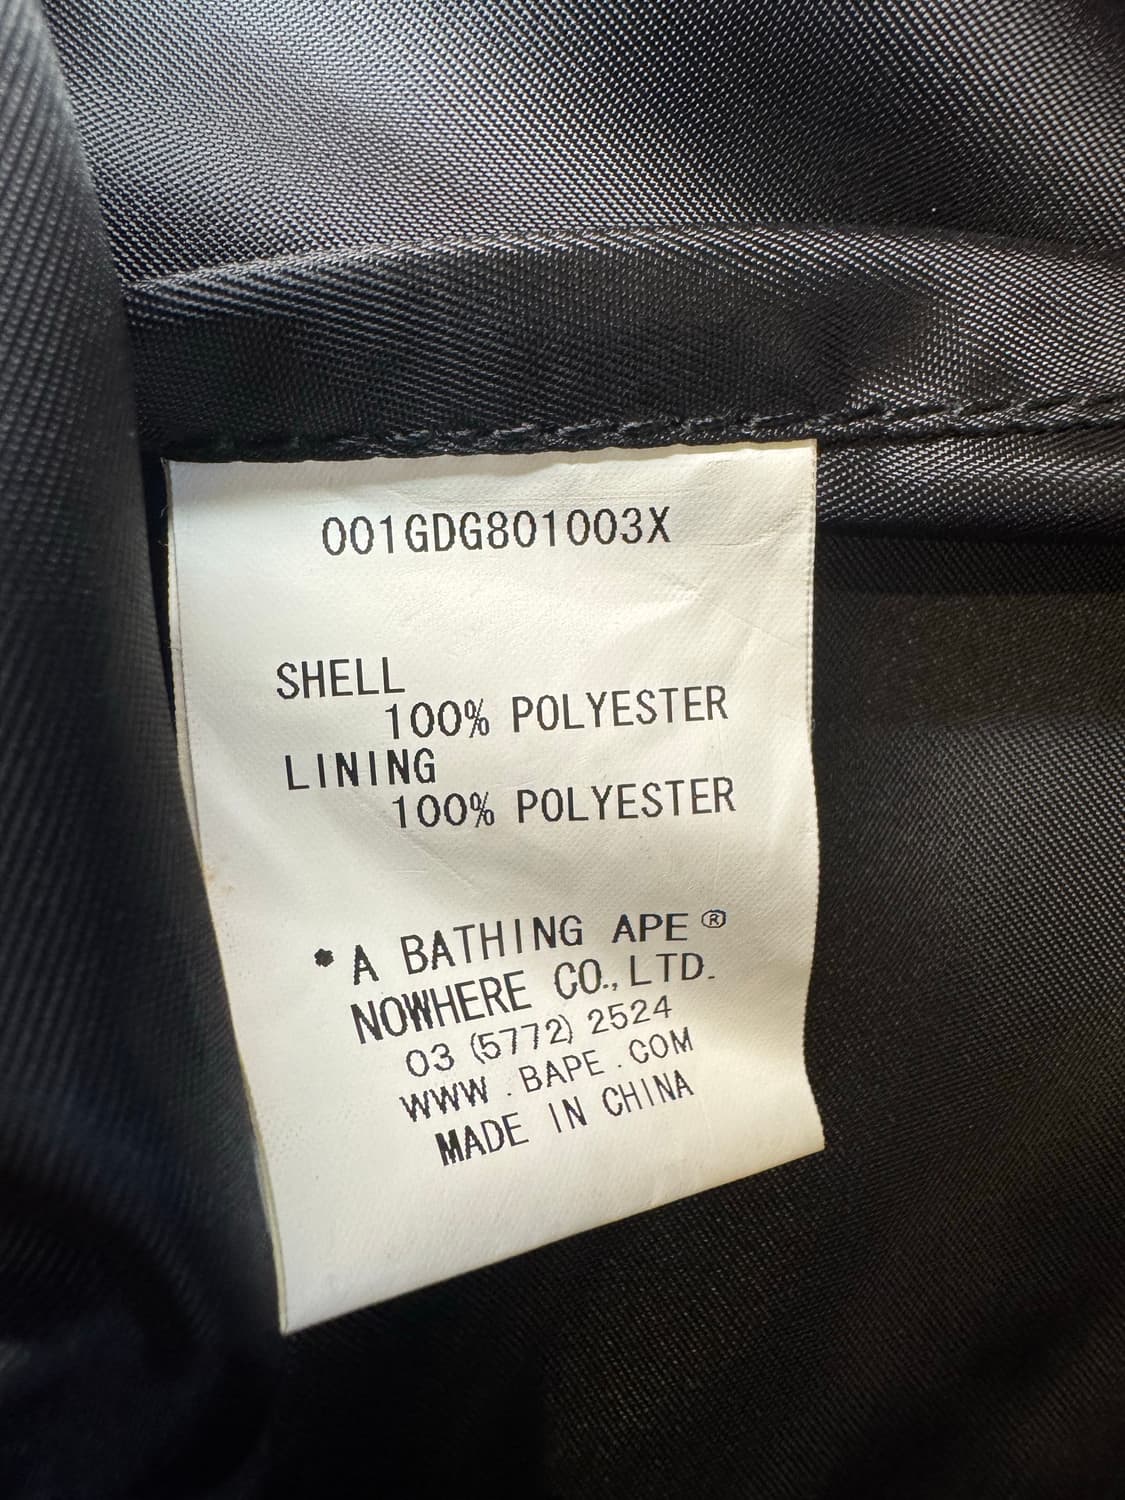 001GDG801003X
SHELL
100% POLYESTER
LINING
100% POLYESTER
*A BATHING APE®
NOWHERE CO., LTD.
03 (5772) 2524
WWW.BAPE.COM
MADE IN CHINA